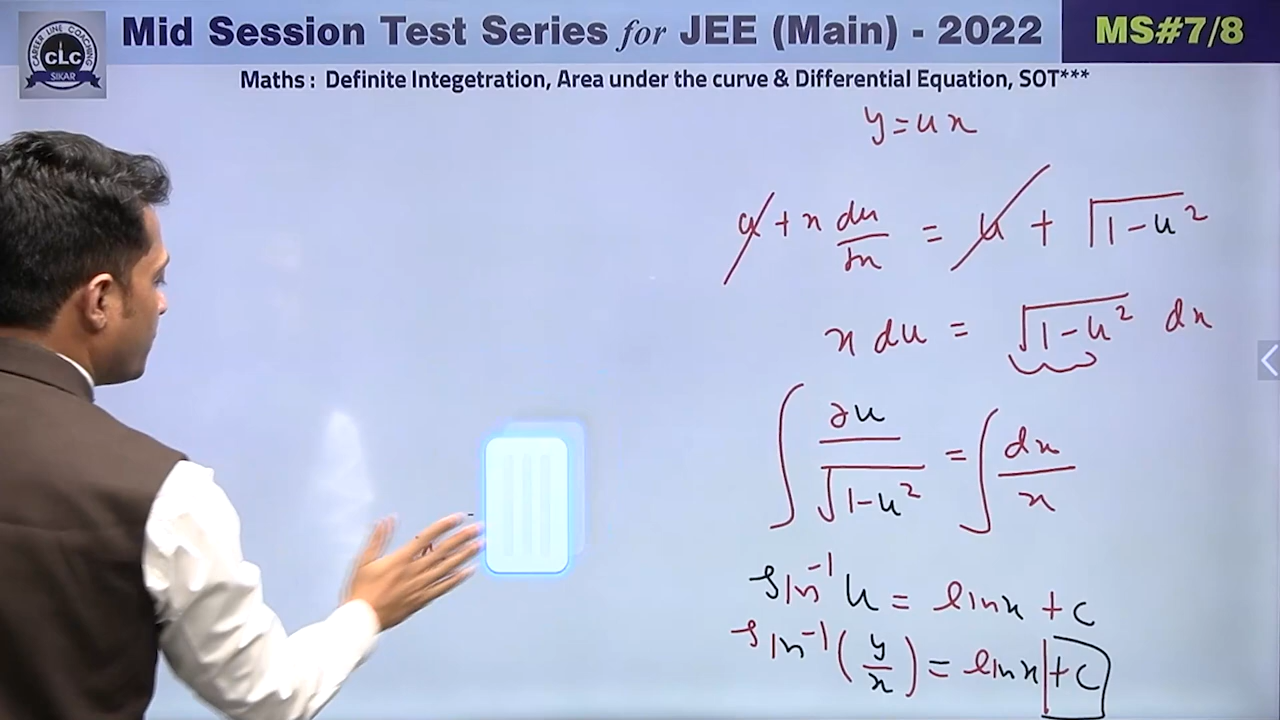 CAREER LINE COACHING
CLC
SIKAR
Mid Session Test Series for JEE (Main) - 2022
MS#7/8
Maths : Definite Integetration, Area under the curve & Differential Equation, SOT***
y = ux
u + x du/dx = u + √1-u²
x du = √1-u² dx
∫ du/√1-u² = ∫ dx/x
sin⁻¹ u = ln x + c
sin⁻¹ (y/x) = ln x + c